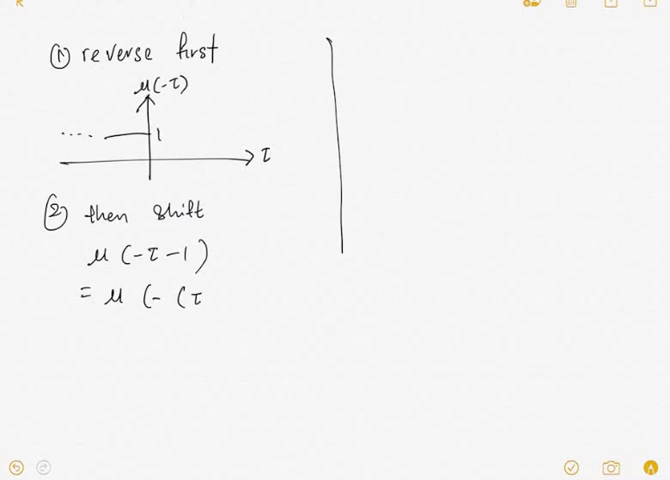 ① reverse first
μ(-τ)
.... 1
τ
② then shift
μ (-τ-1)
= μ (- (τ